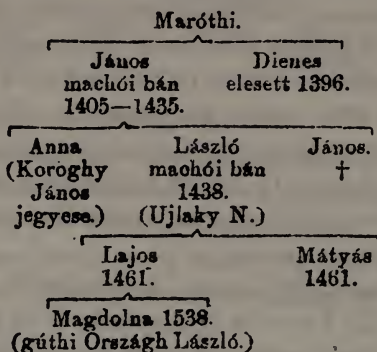 Maróthi.
János Dienes
machói bán elesett 1396.
1405—1435.
Anna László János.
(Koroghy machói bán †
János 1438.
jegyese.) (Ujlaky N.)
Lajos Mátyás
1461. 1461.
Magdolna 1538.
(gúthi Országh László.)